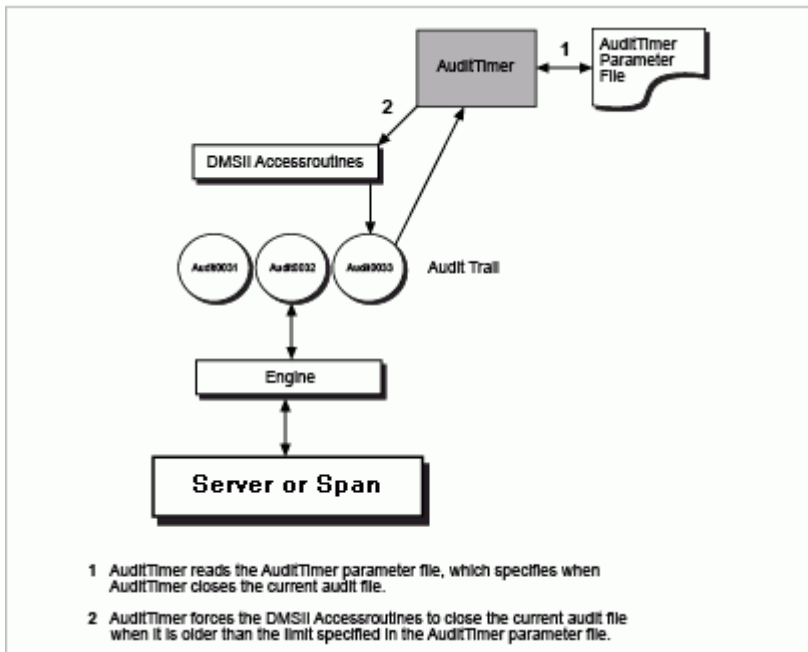 AuditTimer
1
AuditTimer
Parameter
File
2
DMSII Accessroutines
Audit0031
Audit0032
Audit0033
Audit Trail
Engine
Server or Span
1 AuditTimer reads the AuditTimer parameter file, which specifies when
AuditTimer closes the current audit file.
2 AuditTimer forces the DMSII Accessroutines to close the current audit file
when it is older than the limit specified in the AuditTimer parameter file.